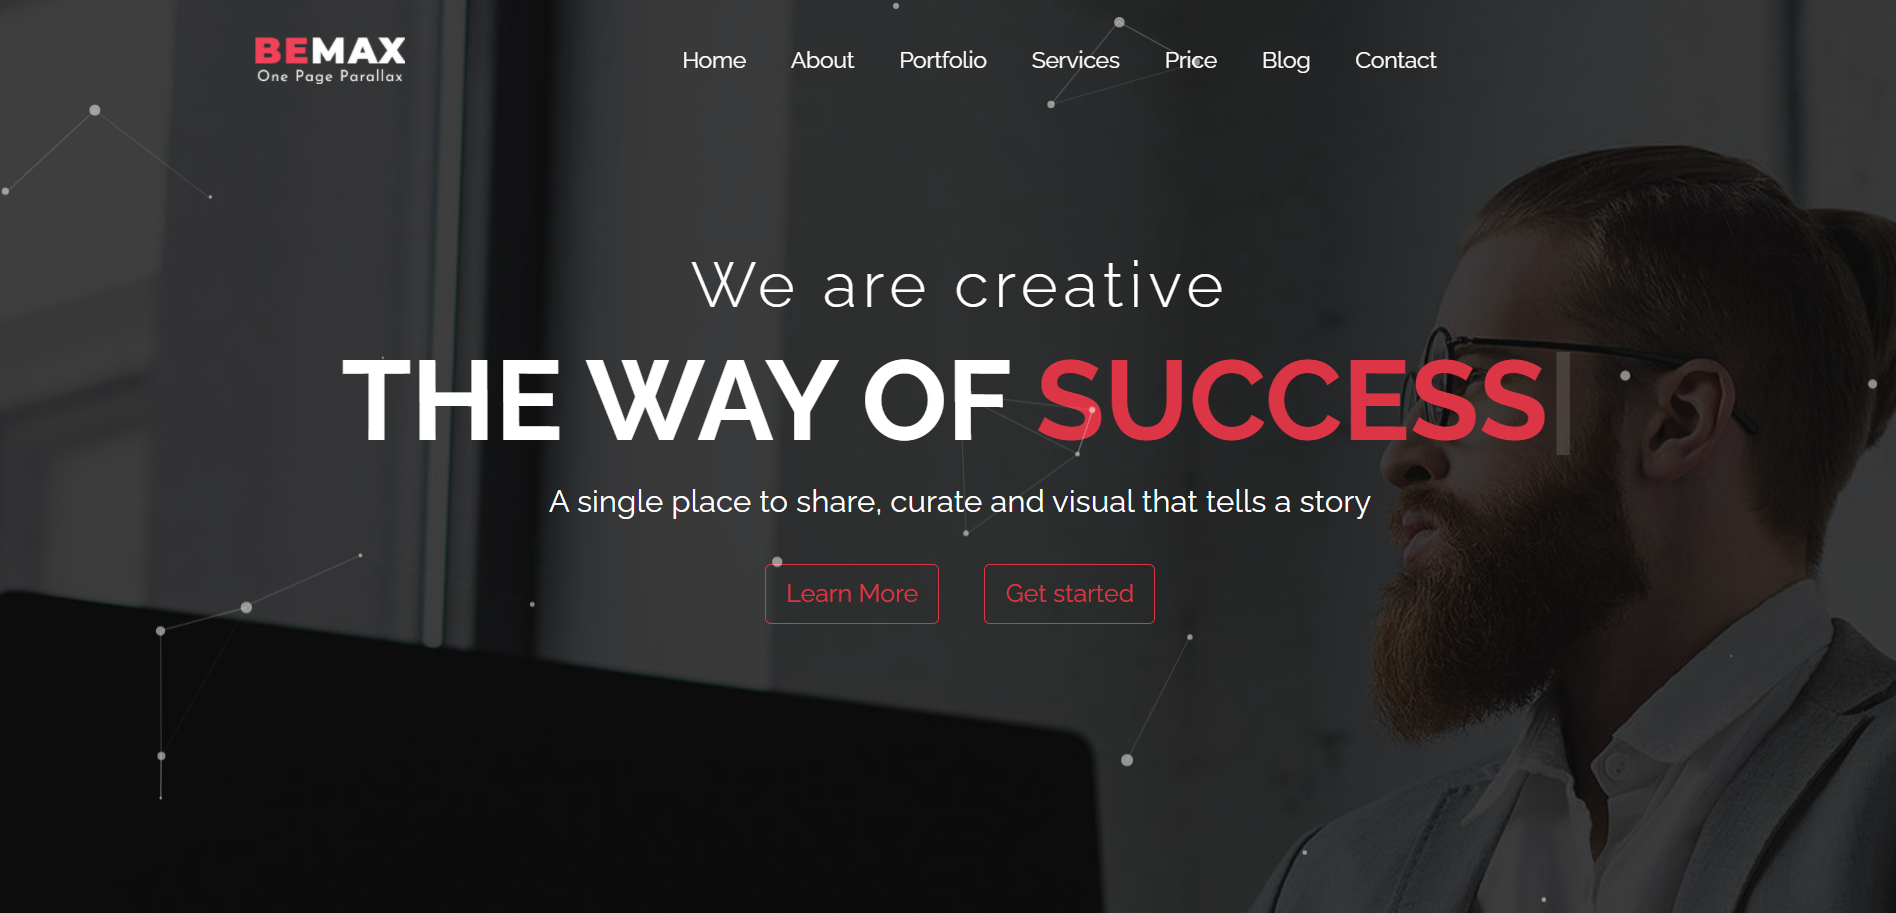 BEMAX
One Page Parallax
Home About Portfolio Services Price Blog Contact
We are creative
THE WAY OF SUCCESS
A single place to share, curate and visual that tells a story
Learn More Get started